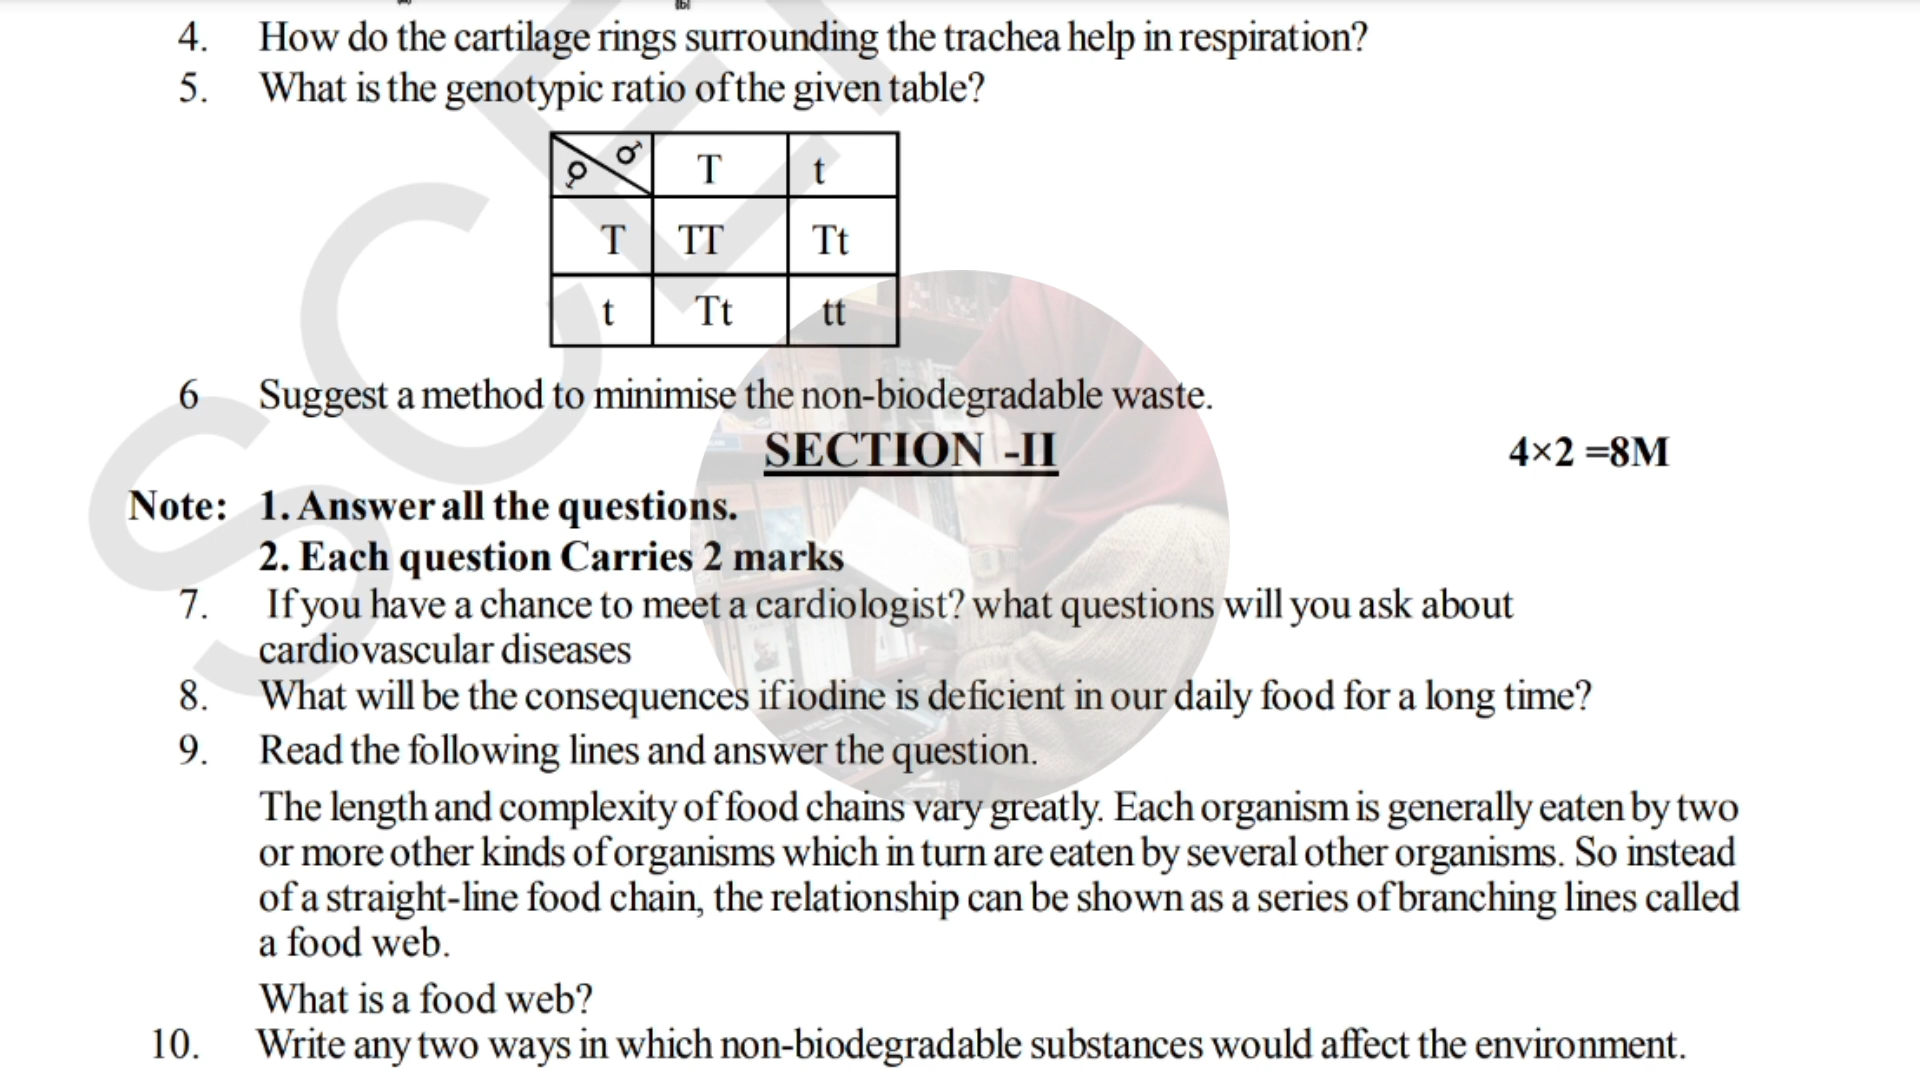 4. How do the cartilage rings surrounding the trachea help in respiration?
5. What is the genotypic ratio of the given table?
♀ ♂ T t
T TT Tt
t Tt tt
6 Suggest a method to minimise the non-biodegradable waste.
SECTION -II 4×2 =8M
Note: 1. Answer all the questions.
2. Each question Carries 2 marks
7. If you have a chance to meet a cardiologist? what questions will you ask about
cardiovascular diseases
8. What will be the consequences if iodine is deficient in our daily food for a long time?
9. Read the following lines and answer the question.
The length and complexity of food chains vary greatly. Each organism is generally eaten by two
or more other kinds of organisms which in turn are eaten by several other organisms. So instead
of a straight-line food chain, the relationship can be shown as a series of branching lines called
a food web.
What is a food web?
10. Write any two ways in which non-biodegradable substances would affect the environment.